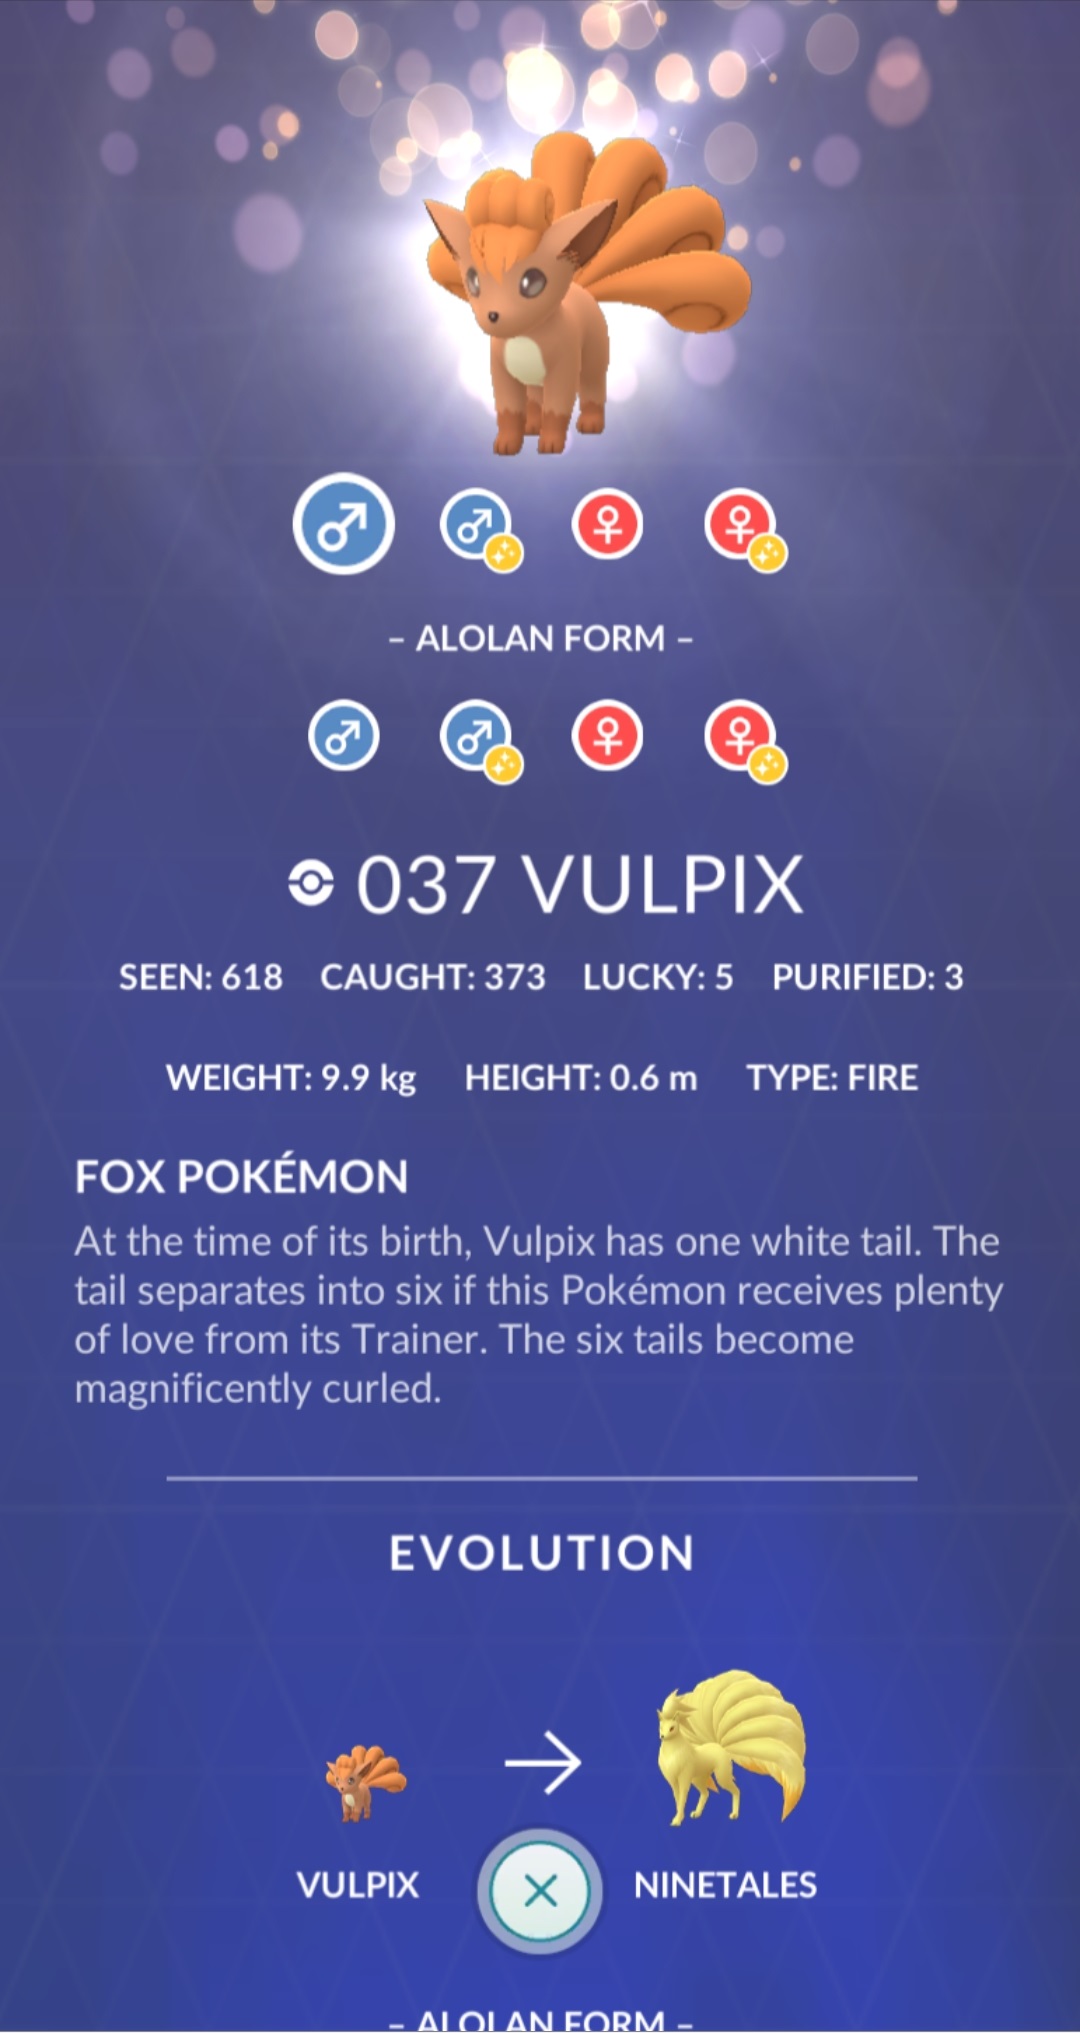 – ALOLAN FORM –
037 VULPIX
SEEN: 618 CAUGHT: 373 LUCKY: 5 PURIFIED: 3
WEIGHT: 9.9 kg HEIGHT: 0.6 m TYPE: FIRE
FOX POKÉMON
At the time of its birth, Vulpix has one white tail. The
tail separates into six if this Pokémon receives plenty
of love from its Trainer. The six tails become
magnificently curled.
EVOLUTION
VULPIX NINETALES
– ALOLAN FORM –